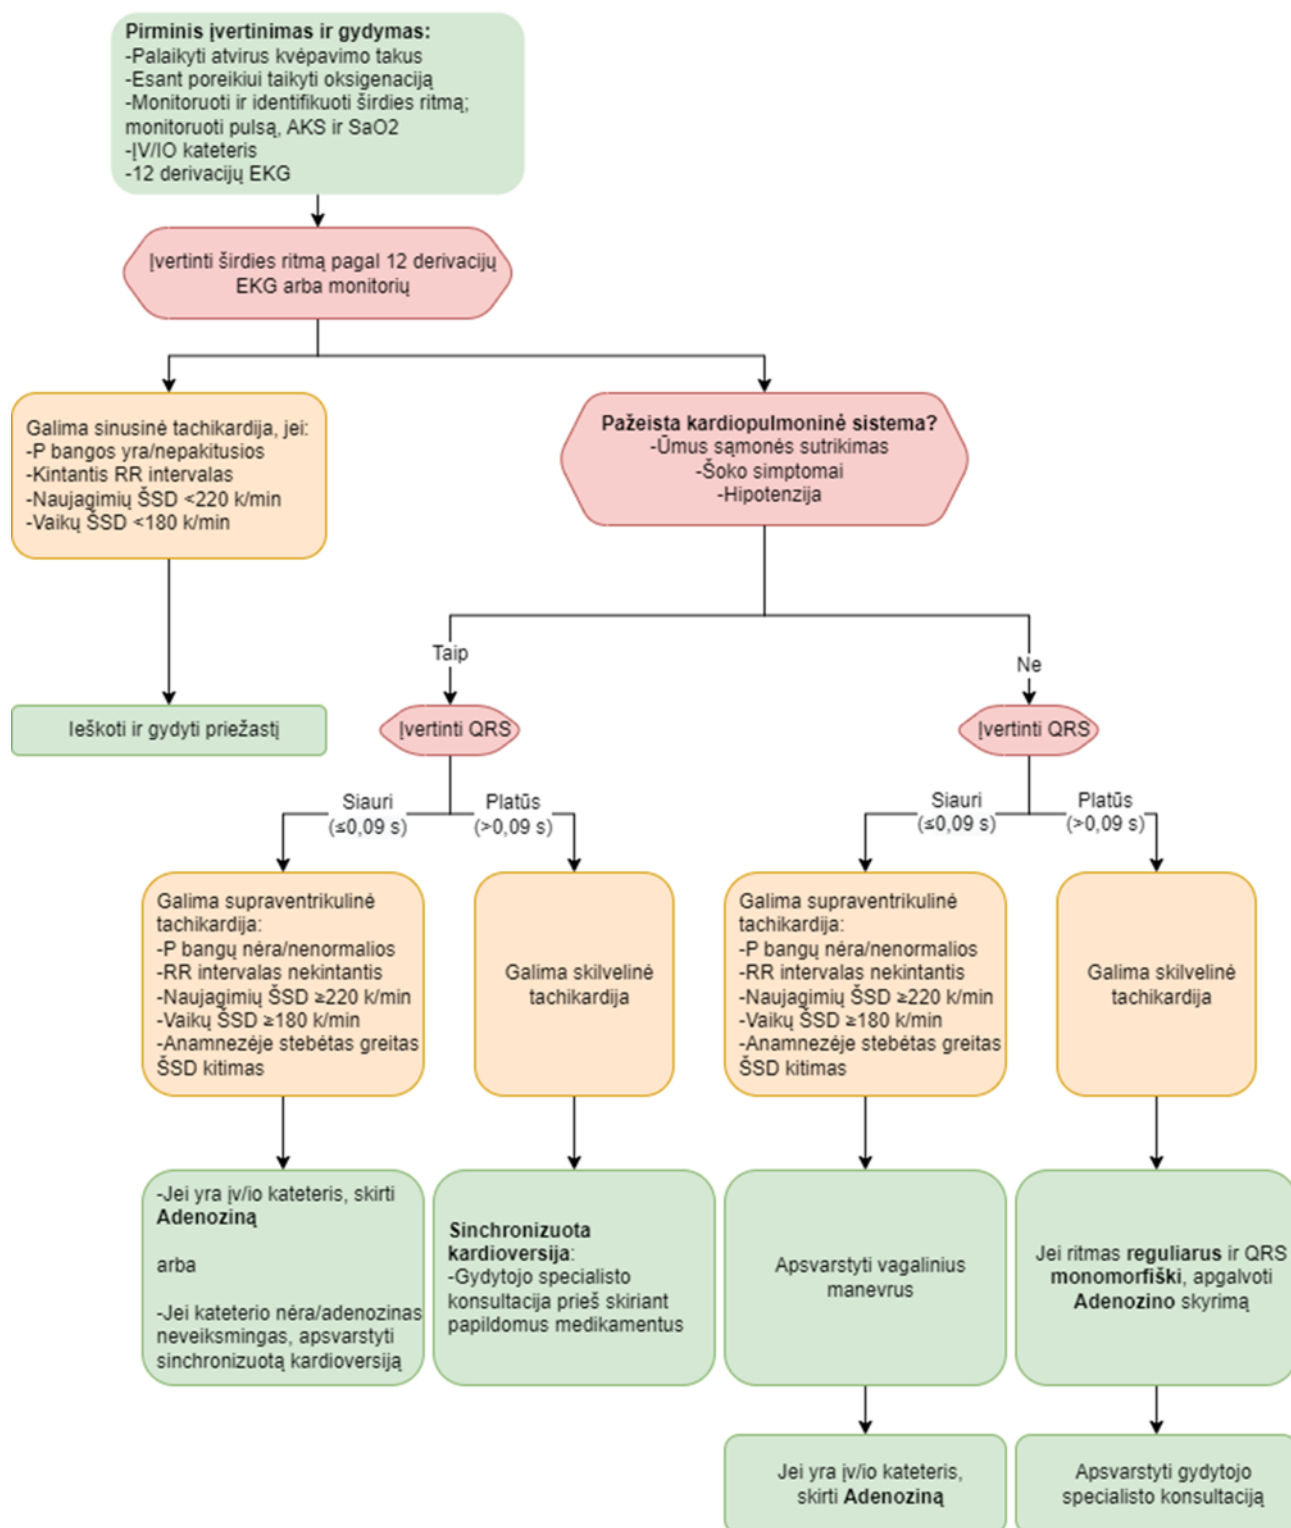 Pirminis įvertinimas ir gydymas:
-Palaikyti atvirus kvėpavimo takus
-Esant poreikiui taikyti oksigenaciją
-Monitoruoti ir identifikuoti širdies ritmą;
monitoruoti pulsą, AKS ir SaO2
-ĮV/IO kateteris
-12 derivacijų EKG
Įvertinti širdies ritmą pagal 12 derivacijų
EKG arba monitorių
Galima sinusinė tachikardija, jei:
-P bangos yra/nepakitusios
-Kintantis RR intervalas
-Naujagimių ŠSD <220 k/min
-Vaikų ŠSD <180 k/min
Ieškoti ir gydyti priežastį
Pažeista kardiopulmoninė sistema?
-Ūmus sąmonės sutrikimas
-Šoko simptomai
-Hipotenzija
Taip
Įvertinti QRS
Siauri
(≤0,09 s)
Platūs
(>0,09 s)
Galima supraventrikulinė
tachikardija:
-P bangų nėra/nenormalios
-RR intervalas nekintantis
-Naujagimių ŠSD ≥220 k/min
-Vaikų ŠSD ≥180 k/min
-Anamnezėje stebėtas greitas
ŠSD kitimas
Galima skilvelinė
tachikardija
-Jei yra įv/io kateteris, skirti
Adenoziną
arba
-Jei kateterio nėra/adenozinas
neveiksmingas, apsvarstyti
sinchronizuotą kardioversiją
Sinchronizuota
kardioversija:
-Gydytojo specialisto
konsultacija prieš skiriant
papildomus medikamentus
Ne
Įvertinti QRS
Siauri
(≤0,09 s)
Platūs
(>0,09 s)
Galima supraventrikulinė
tachikardija:
-P bangų nėra/nenormalios
-RR intervalas nekintantis
-Naujagimių ŠSD ≥220 k/min
-Vaikų ŠSD ≥180 k/min
-Anamnezėje stebėtas greitas
ŠSD kitimas
Galima skilvelinė
tachikardija
Apsvarstyti vagalinius
manevrus
Jei ritmas reguliarus ir QRS
monomorfiški, apgalvoti
Adenozino skyrimą
Jei yra įv/io kateteris,
skirti Adenoziną
Apsvarstyti gydytojo
specialisto konsultaciją